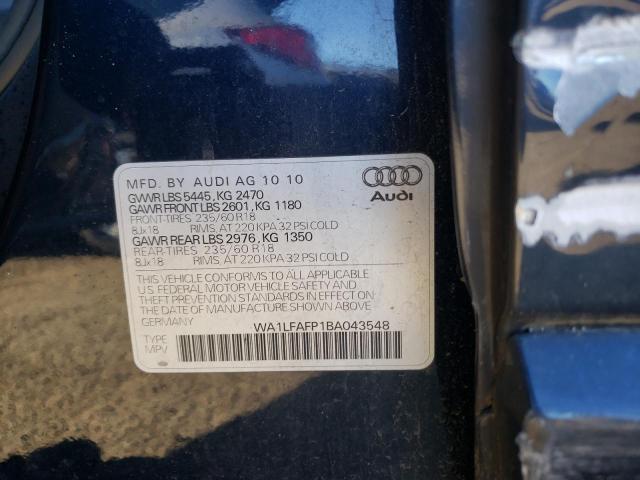 MFD. BY AUDI AG 10 10
GWWR LBS 5445, KG 2470
GAWR FRONT LBS 2601, KG 1180
FRONT-TIRES 235/60 R18
8Jx18 RIMS, AT 220 KPA 32 PSI COLD
GAWR REAR LBS 2976, KG 1350
REAR-TIRES 235/60 R18
8Jx18 RIMS, AT 220 KPA 32 PSI COLD
Audi
THIS VEHICLE CONFORMS TO ALL APPLICABLE
U.S. FEDERAL MOTOR VEHICLE SAFETY AND
THEFT PREVENTION STANDARDS IN EFFECT ON
THE DATE OF MANUFACTURE SHOWN ABOVE.
GERMANY WA1LFAFP1BA043548
TYPE
MPV